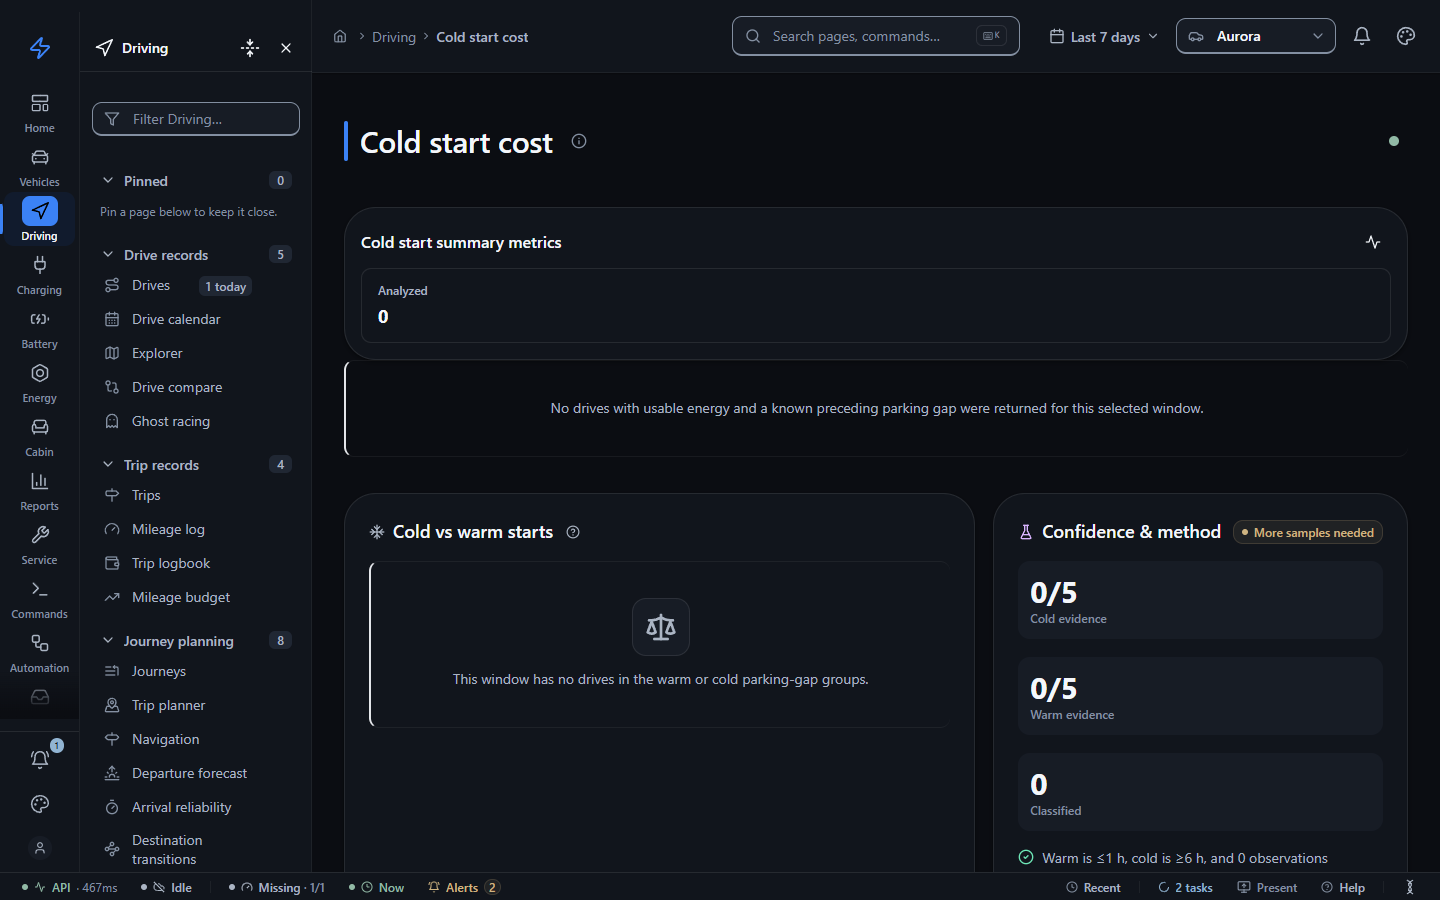 Driving
Driving
Cold start cost
Search pages, commands...
K
Last 7 days
Aurora
Home
Vehicles
Driving
Charging
Battery
Energy
Cabin
Reports
Service
Commands
Automation
1
Filter Driving...
Pinned
0
Pin a page below to keep it close.
Drive records
5
Drives
1 today
Drive calendar
Explorer
Drive compare
Ghost racing
Trip records
4
Trips
Mileage log
Trip logbook
Mileage budget
Journey planning
8
Journeys
Trip planner
Navigation
Departure forecast
Arrival reliability
Destination
transitions
Cold start cost
Cold start summary metrics
Analyzed
0
No drives with usable energy and a known preceding parking gap were returned for this selected window.
Cold vs warm starts
This window has no drives in the warm or cold parking-gap groups.
Confidence & method
More samples needed
0/5
Cold evidence
0/5
Warm evidence
0
Classified
Warm is ≤1 h, cold is ≥6 h, and 0 observations
API · 467ms
Idle
Missing · 1/1
Now
Alerts 2
Recent
2 tasks
Present
Help